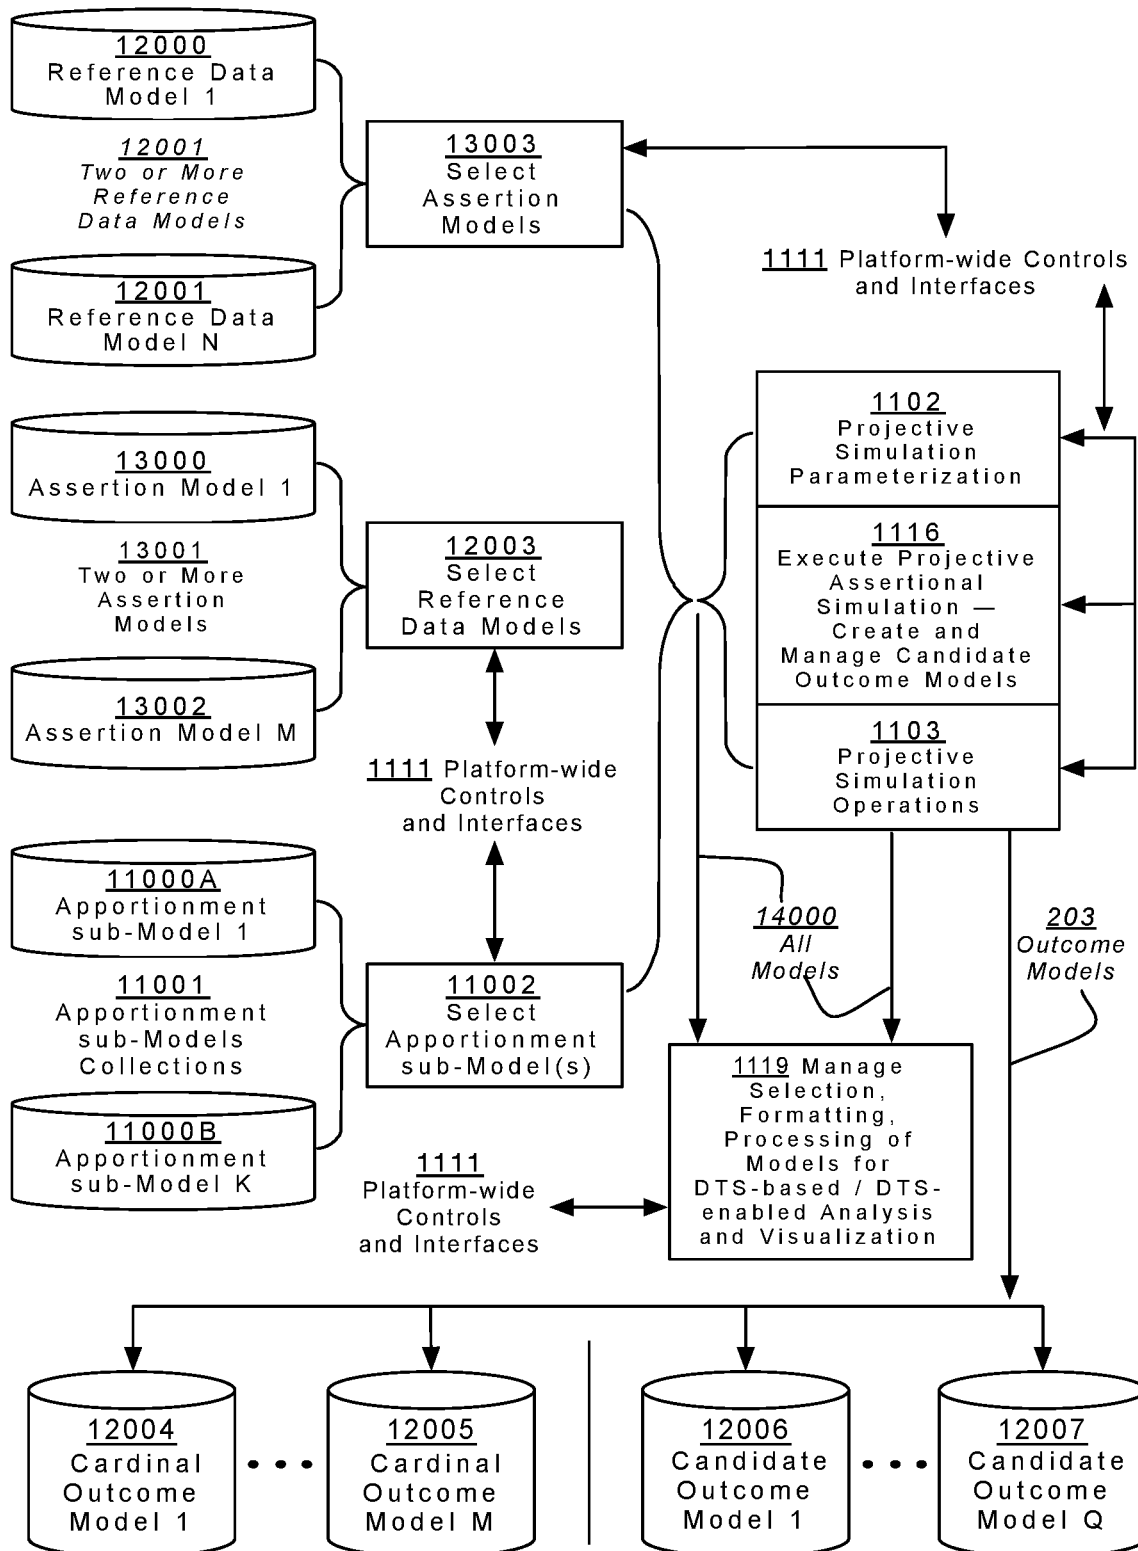 12000
Reference Data
Model 1
12001
Two or More
Reference
Data Models
12001
Reference Data
Model N
13003
Select
Assertion
Models
1111 Platform-wide Controls
and Interfaces
13000
Assertion Model 1
13001
Two or More
Assertion
Models
13002
Assertion Model M
12003
Select
Reference
Data Models
1111 Platform-wide
Controls
and Interfaces
1102
Projective
Simulation
Parameterization
1116
Execute Projective
Assertional
Simulation —
Create and
Manage Candidate
Outcome Models
1103
Projective
Simulation
Operations
11000A
Apportionment
sub-Model 1
11001
Apportionment
sub-Models
Collections
11000B
Apportionment
sub-Model K
11002
Select
Apportionment
sub-Model(s)
14000
All
Models
203
Outcome
Models
1119 Manage
Selection,
Formatting,
Processing of
Models for
DTS-based / DTS-
enabled Analysis
and Visualization
1111
Platform-wide
Controls
and Interfaces
12004
Cardinal
Outcome
Model 1
12005
Cardinal
Outcome
Model M
12006
Candidate
Outcome
Model 1
12007
Candidate
Outcome
Model Q